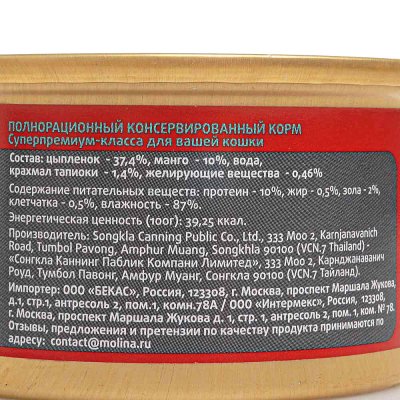 ПОЛНОРАЦИОННЫЙ КОНСЕРВИРОВАННЫЙ КОРМ
Суперпремиум-класса для вашей кошки
Состав: цыпленок - 37,4%, манго - 10%, вода,
крахмал тапиоки - 1,4%, желирующие вещества - 0,46%
Содержание питательных веществ: протеин - 10%, жир - 0,5%, зола - 2%,
клетчатка - 0,5%, влажность - 87%.
Энергетическая ценность (100г): 39,25 ккал.
Производитель: Songkla Canning Public Co., Ltd., 333 Moo 2, Karnjanavanich
Road, Tumbol Pavong, Amphur Muang, Songkla 90100 (VCN.7 Thailand) -
«Сонгкла Каннинг Паблик Компани Лимитед», 333 Моо 2, Карнджанаванич
Роуд, Тумбол Павонг, Амфур Муанг, Сонгкла 90100 (VCN.7 Тайланд).
Импортер: ООО «БЕКАС», Россия, 123308, г. Москва, проспект Маршала Жукова,
д.1, стр.1, антресоль 2, пом.1, комн.78А / ООО «Интермекс», Россия, 123308,
г. Москва, проспект Маршала Жукова д. 1, стр.1, антресоль 2, пом. 1, ком. № 78.
Отзывы, предложения и претензии по качеству продукта принимаются по
адресу: contact@molina.ru